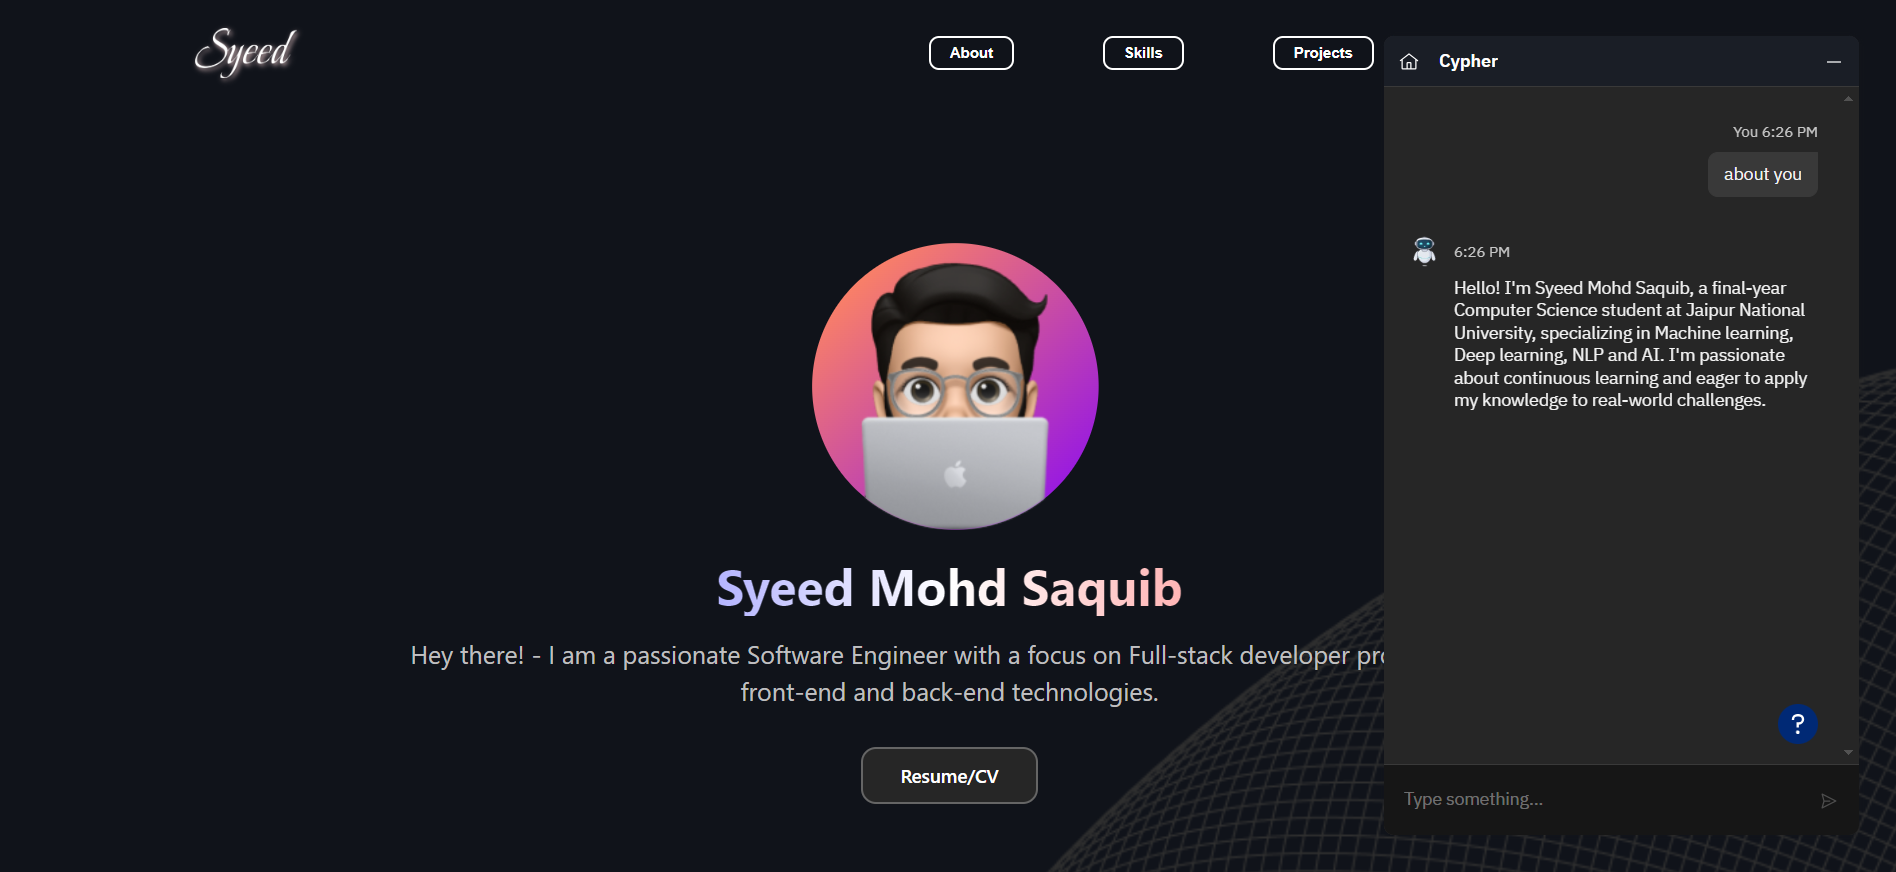 Syeed
About
Skills
Projects
Syeed Mohd Saquib
Hey there! - I am a passionate Software Engineer with a focus on Full-stack developer
front-end and back-end technologies.
Resume/CV
Cypher
You 6:26 PM
about you
6:26 PM
Hello! I'm Syeed Mohd Saquib, a final-year
Computer Science student at Jaipur National
University, specializing in Machine learning,
Deep learning, NLP and AI. I'm passionate
about continuous learning and eager to apply
my knowledge to real-world challenges.
?
Type something...